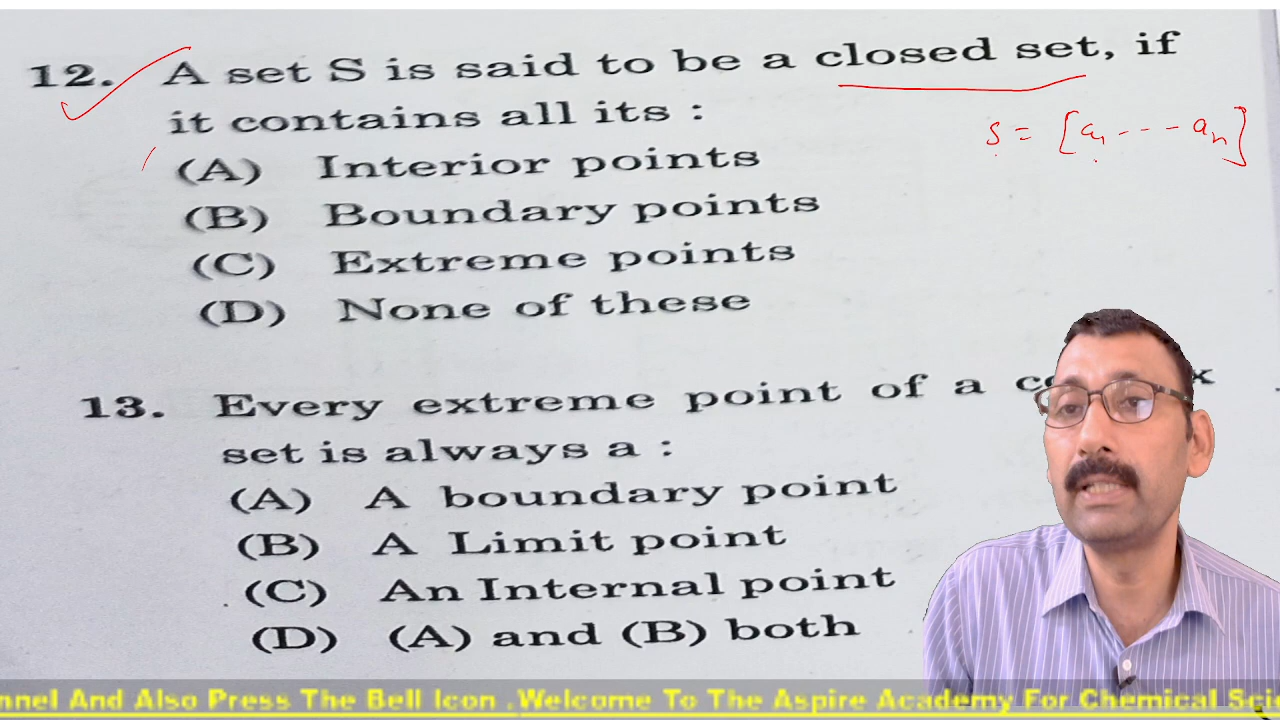 12. A set S is said to be a closed set, if
it contains all its :
S = [a₁ - - - aₙ]
(A) Interior points
(B) Boundary points
(C) Extreme points
(D) None of these
13. Every extreme point of a
set is always a :
(A) A boundary point
(B) A Limit point
(C) An Internal point
(D) (A) and (B) both
And Also Press The Bell Icon . Welcome To The Aspire Academy For Chemical